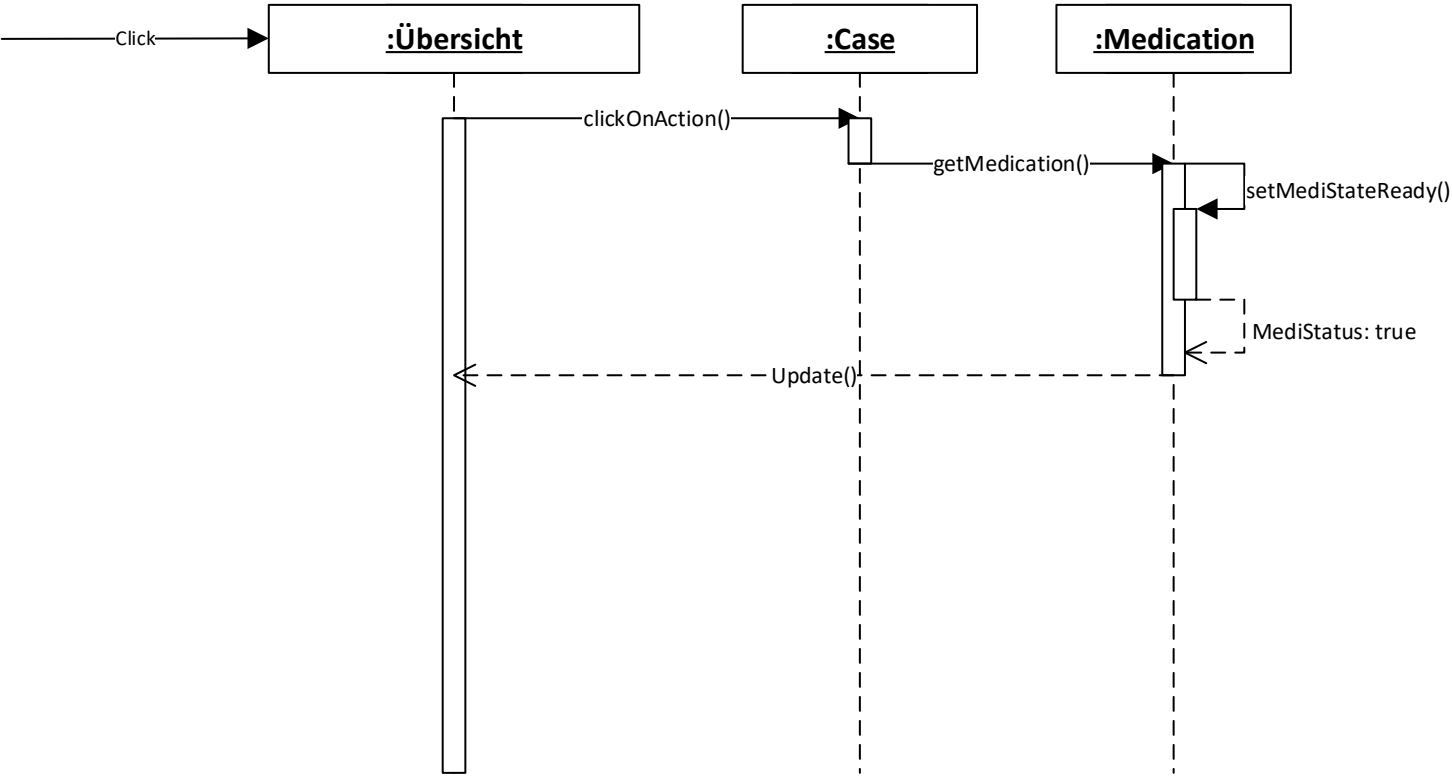 Click
:Übersicht
:Case
:Medication
clickOnAction()
getMedication()
setMediStateReady()
MediStatus: true
Update()